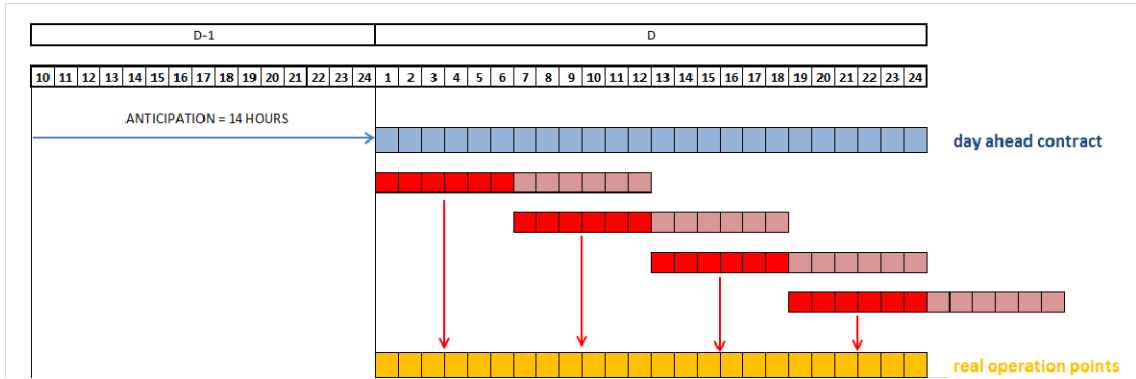 D-1 D
10 11 12 13 14 15 16 17 18 19 20 21 22 23 24 1 2 3 4 5 6 7 8 9 10 11 12 13 14 15 16 17 18 19 20 21 22 23 24
ANTICIPATION = 14 HOURS
day ahead contract
real operation points